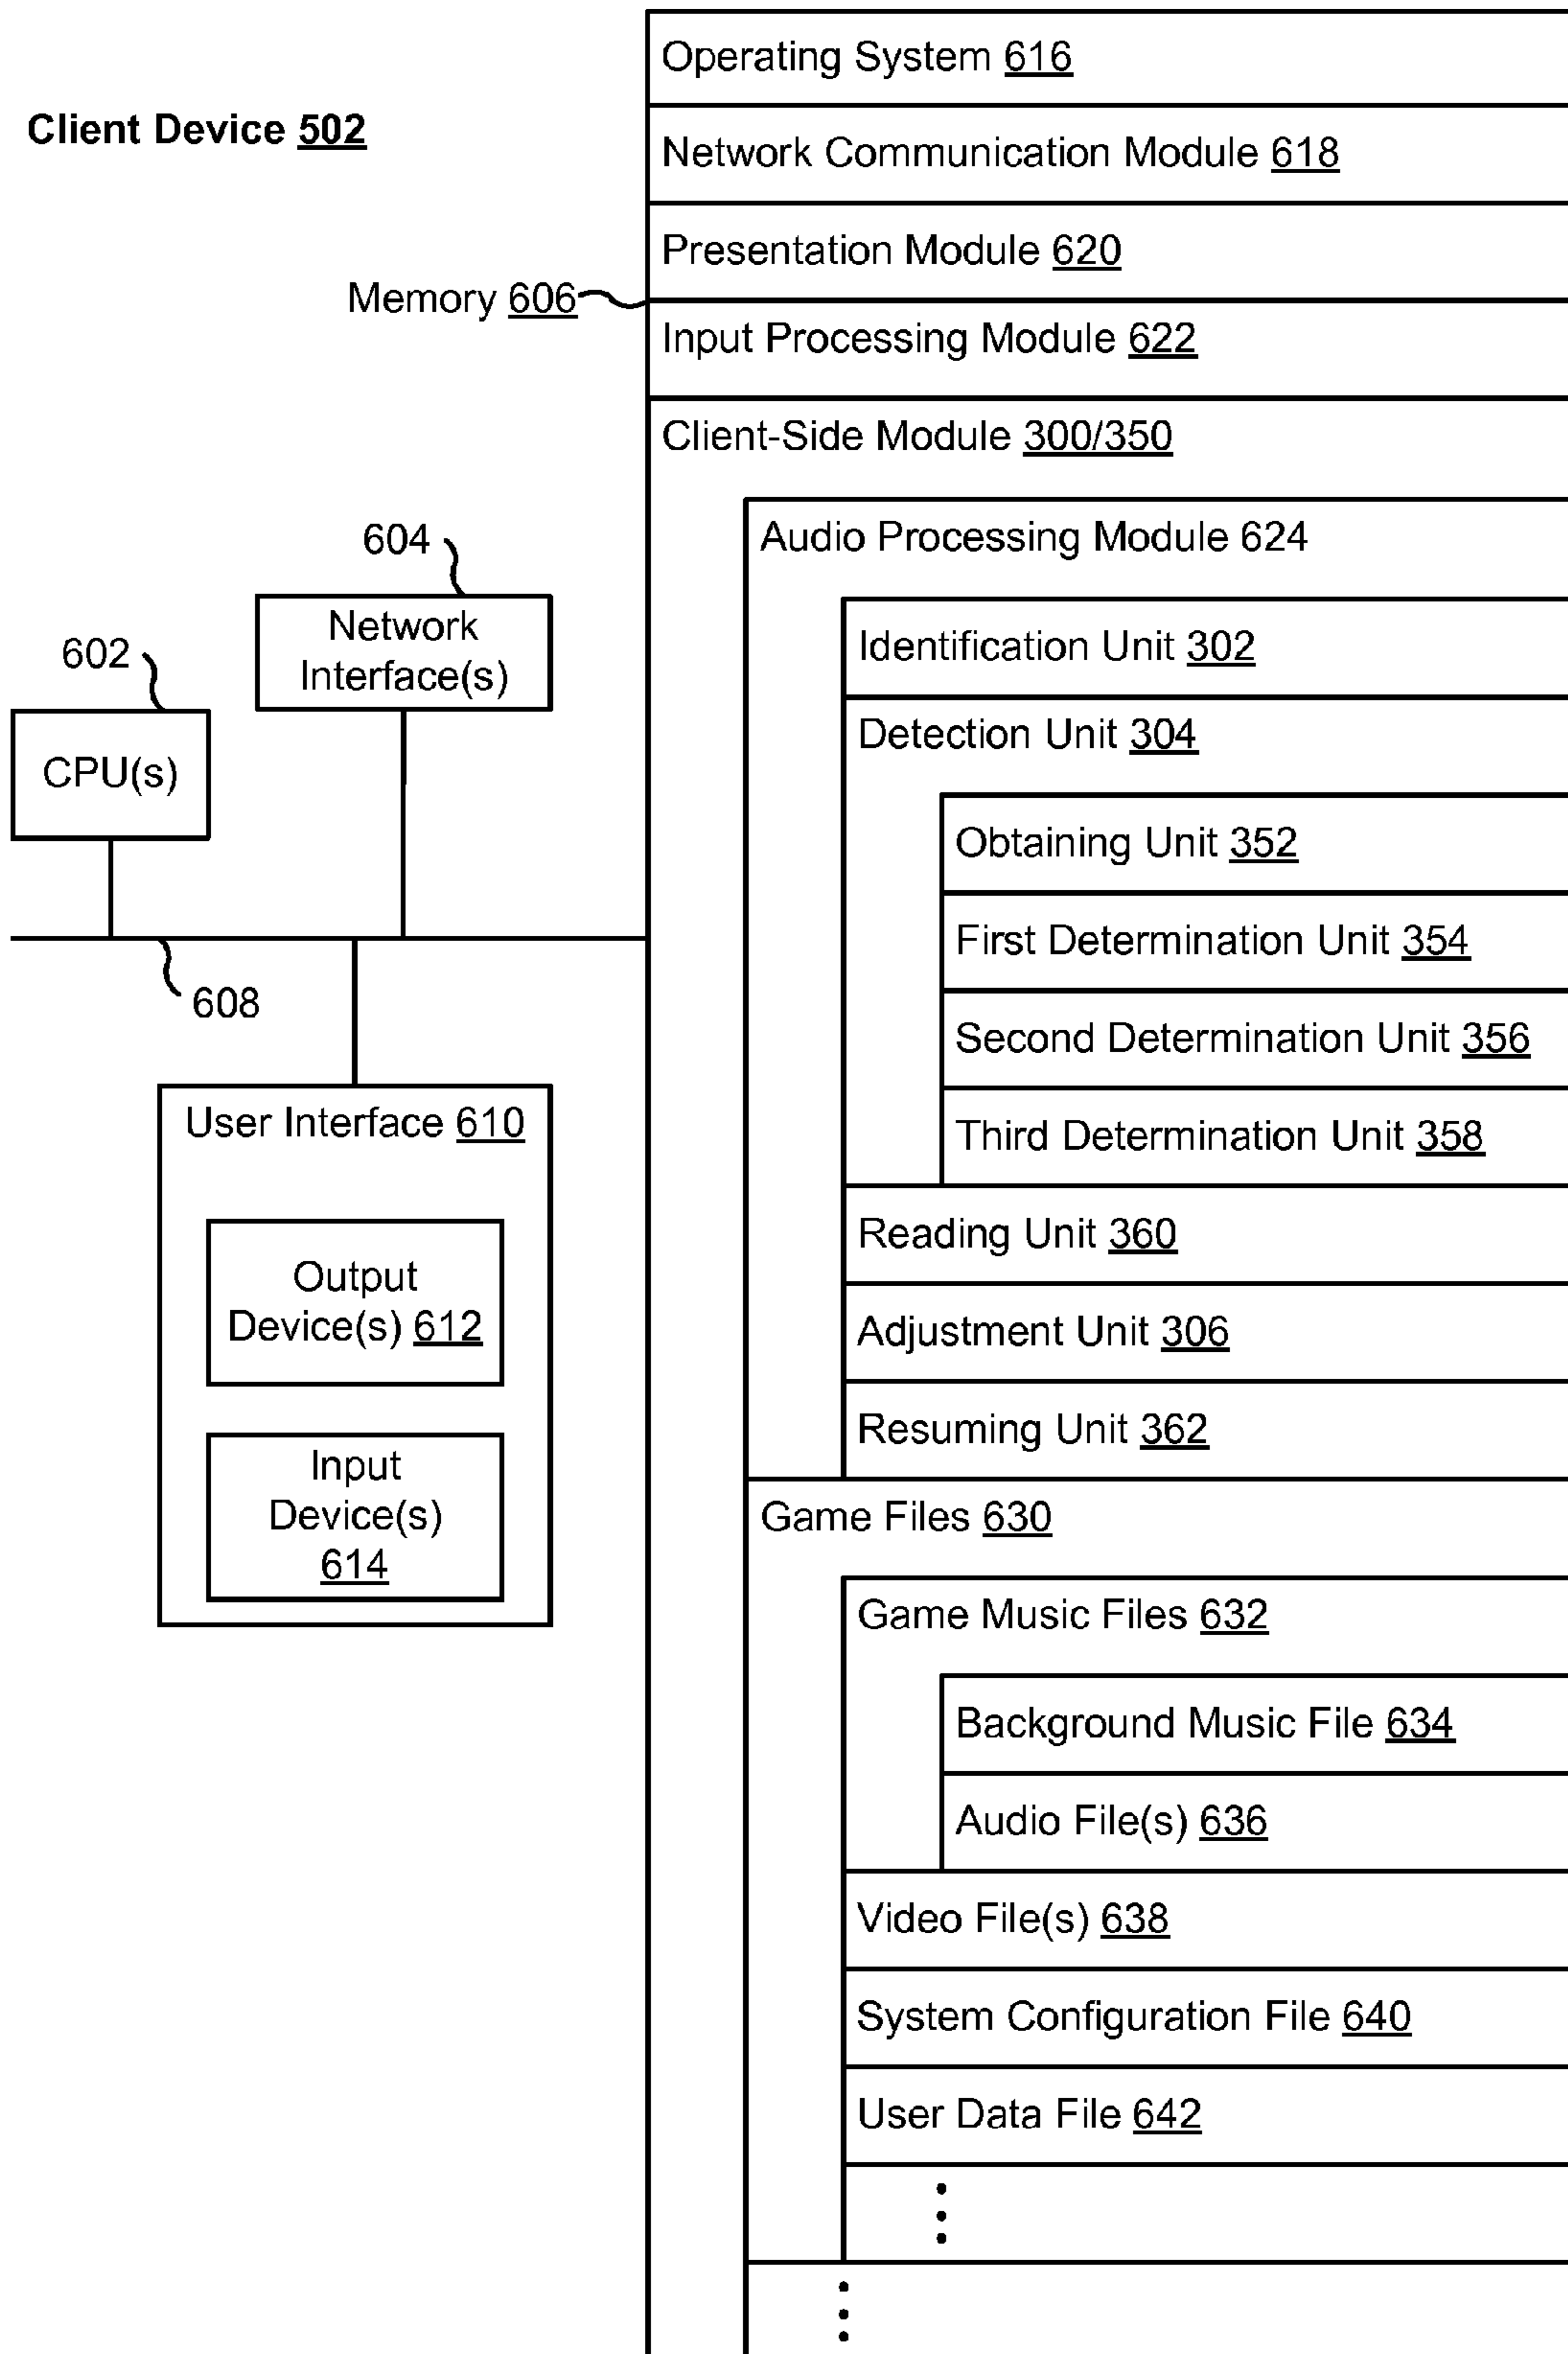 Client Device 502
Operating System 616
Network Communication Module 618
Presentation Module 620
Memory 606
Input Processing Module 622
Client-Side Module 300/350
Audio Processing Module 624
Identification Unit 302
Detection Unit 304
Obtaining Unit 352
First Determination Unit 354
Second Determination Unit 356
Third Determination Unit 358
Reading Unit 360
Adjustment Unit 306
Resuming Unit 362
Game Files 630
Game Music Files 632
Background Music File 634
Audio File(s) 636
Video File(s) 638
System Configuration File 640
User Data File 642
604
Network
Interface(s)
602
CPU(s)
608
User Interface 610
Output
Device(s) 612
Input
Device(s)
614